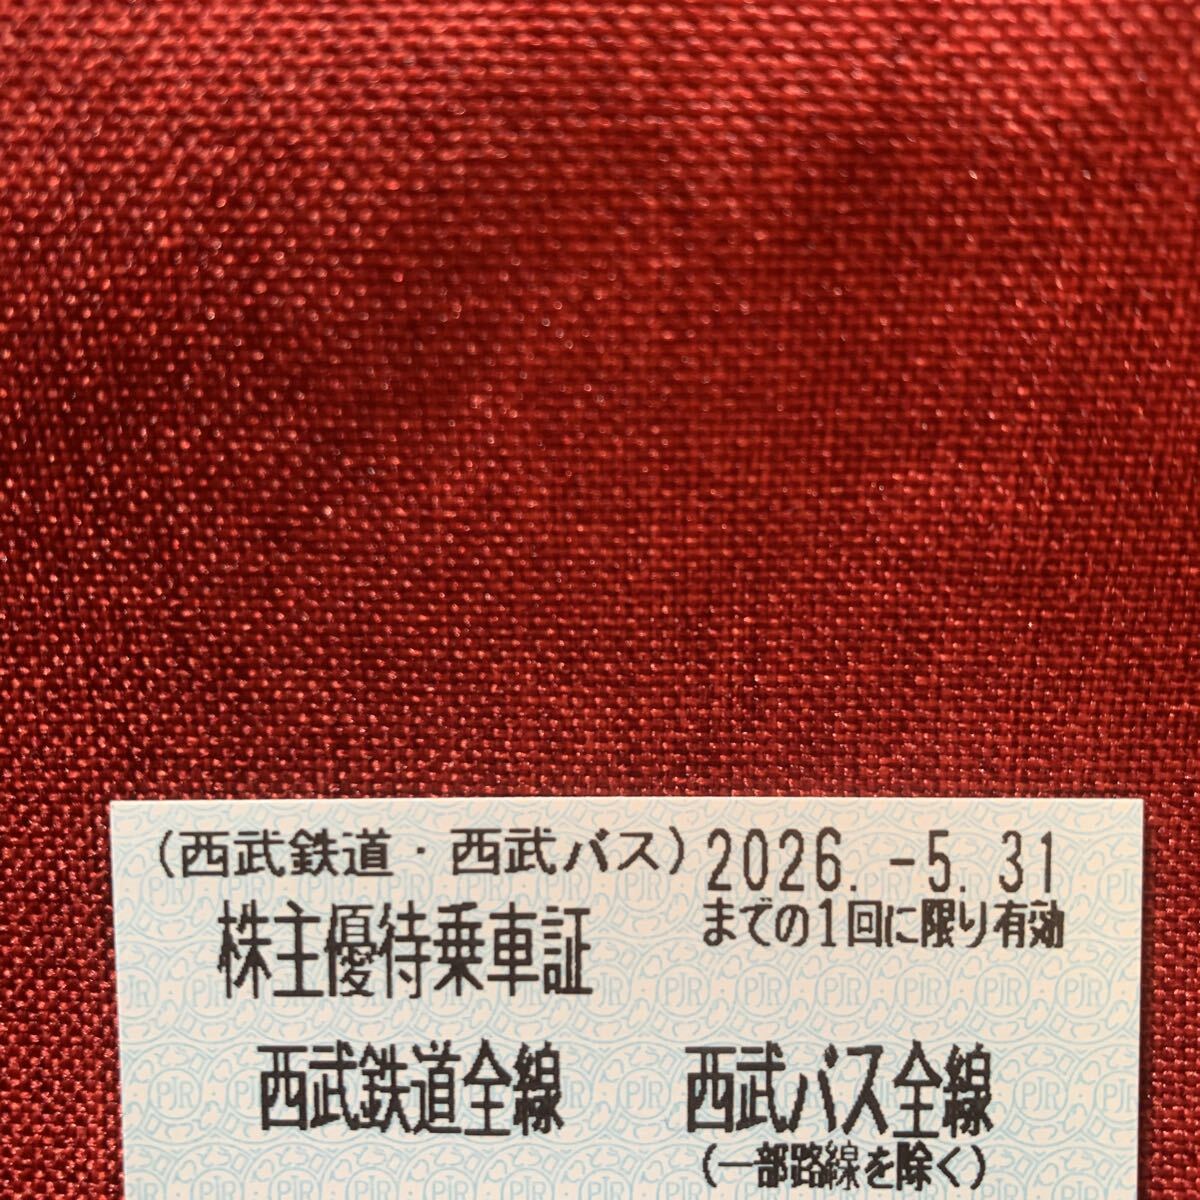 (西武鉄道・西武バス) 2026.-5.31
株主優待乗車証 までの1回に限り有効
西武鉄道全線 西武バス全線
(一部路線を除く)